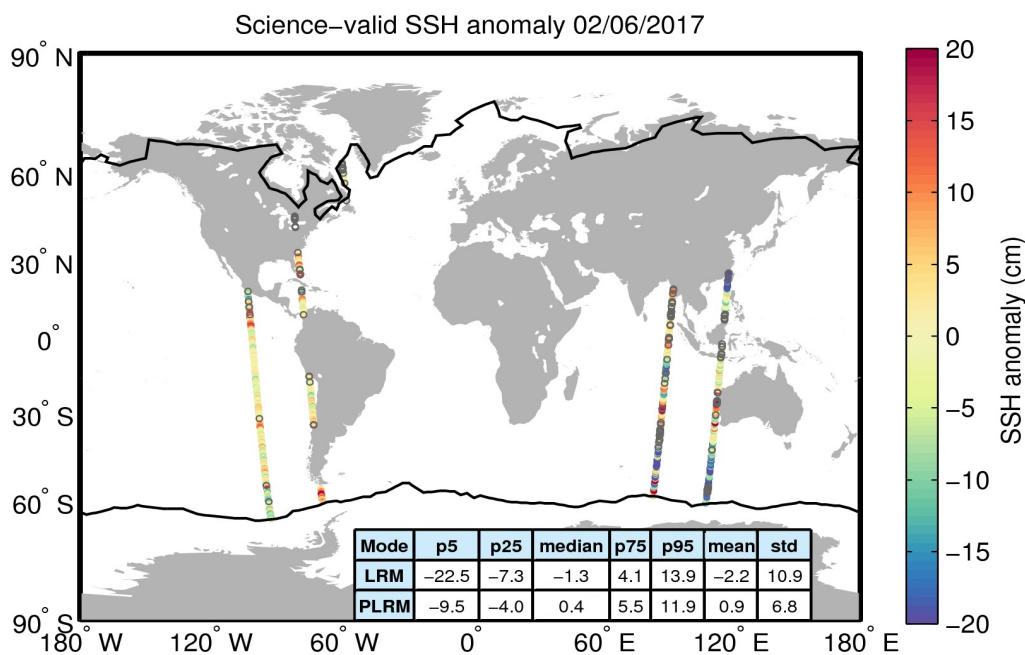 Science−valid SSH anomaly 02/06/2017
90° N
60° N
30° N
0°
30° S
60° S
90° S
180° W
120° W
60° W
0°
60° E
120° E
180° E
Mode p5 p25 median p75 p95 mean std
LRM −22.5 −7.3 −1.3 4.1 13.9 −2.2 10.9
PLRM −9.5 −4.0 0.4 5.5 11.9 0.9 6.8
20
15
10
5
0
−5
−10
−15
−20
SSH anomaly (cm)